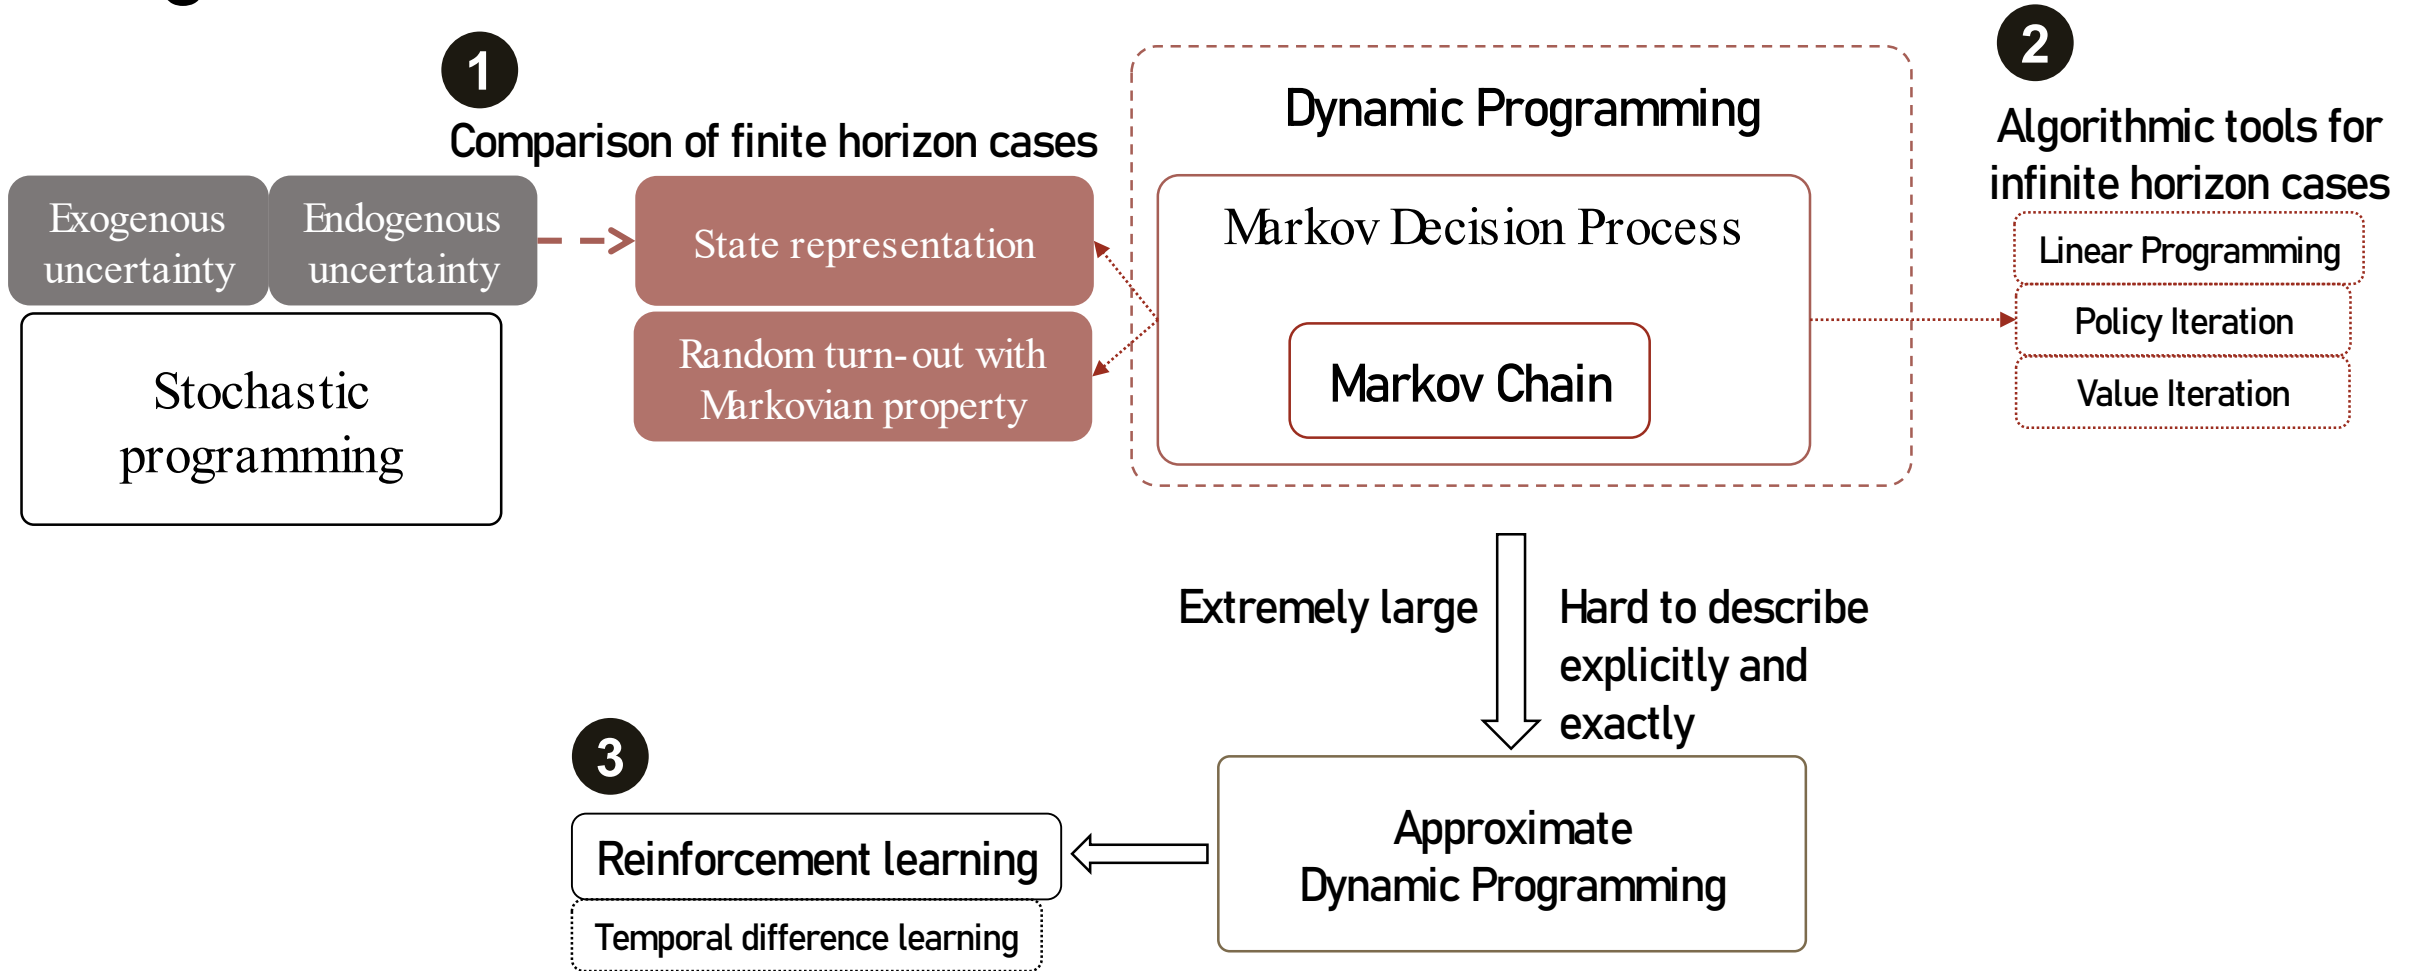 1
Comparison of finite horizon cases
Exogenous
uncertainty
Endogenous
uncertainty
Stochastic
programming
State representation
Random turn-out with
Markovian property
Dynamic Programming
Markov Decision Process
Markov Chain
2
Algorithmic tools for
infinite horizon cases
Linear Programming
Policy Iteration
Value Iteration
Extremely large
Hard to describe
explicitly and
exactly
Approximate
Dynamic Programming
3
Reinforcement learning
Temporal difference learning